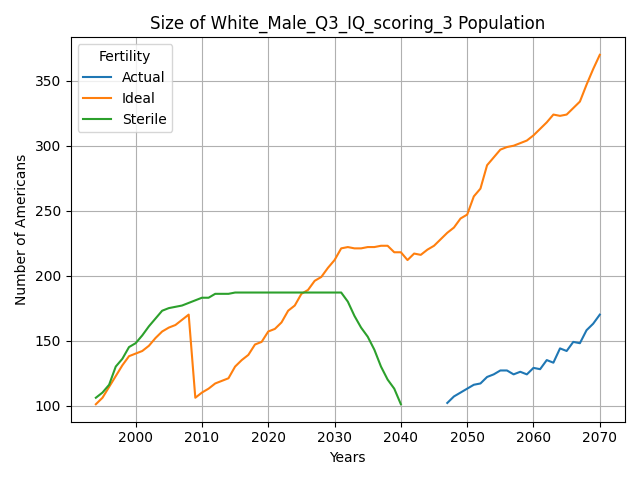 Size of White_Male_Q3_IQ_scoring_3 Population
Fertility
Actual
Ideal
Sterile
Number of Americans
350
300
250
200
150
100
2000 2010 2020 2030 2040 2050 2060 2070
Years